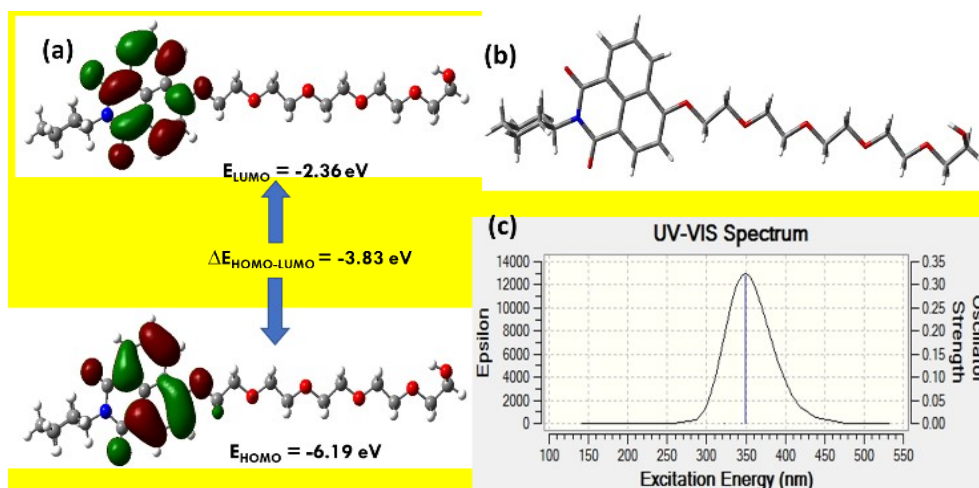 (a)
E_LUMO = -2.36 eV
ΔE_HOMO-LUMO = -3.83 eV
E_HOMO = -6.19 eV
(b)
(c)
UV-VIS Spectrum
14000
12000
10000
8000
6000
4000
2000
0
Epsilon
0.35
0.30
0.25
0.20
0.15
0.10
0.05
0.00
Oscillator
Strength
100 150 200 250 300 350 400 450 500 550
Excitation Energy (nm)